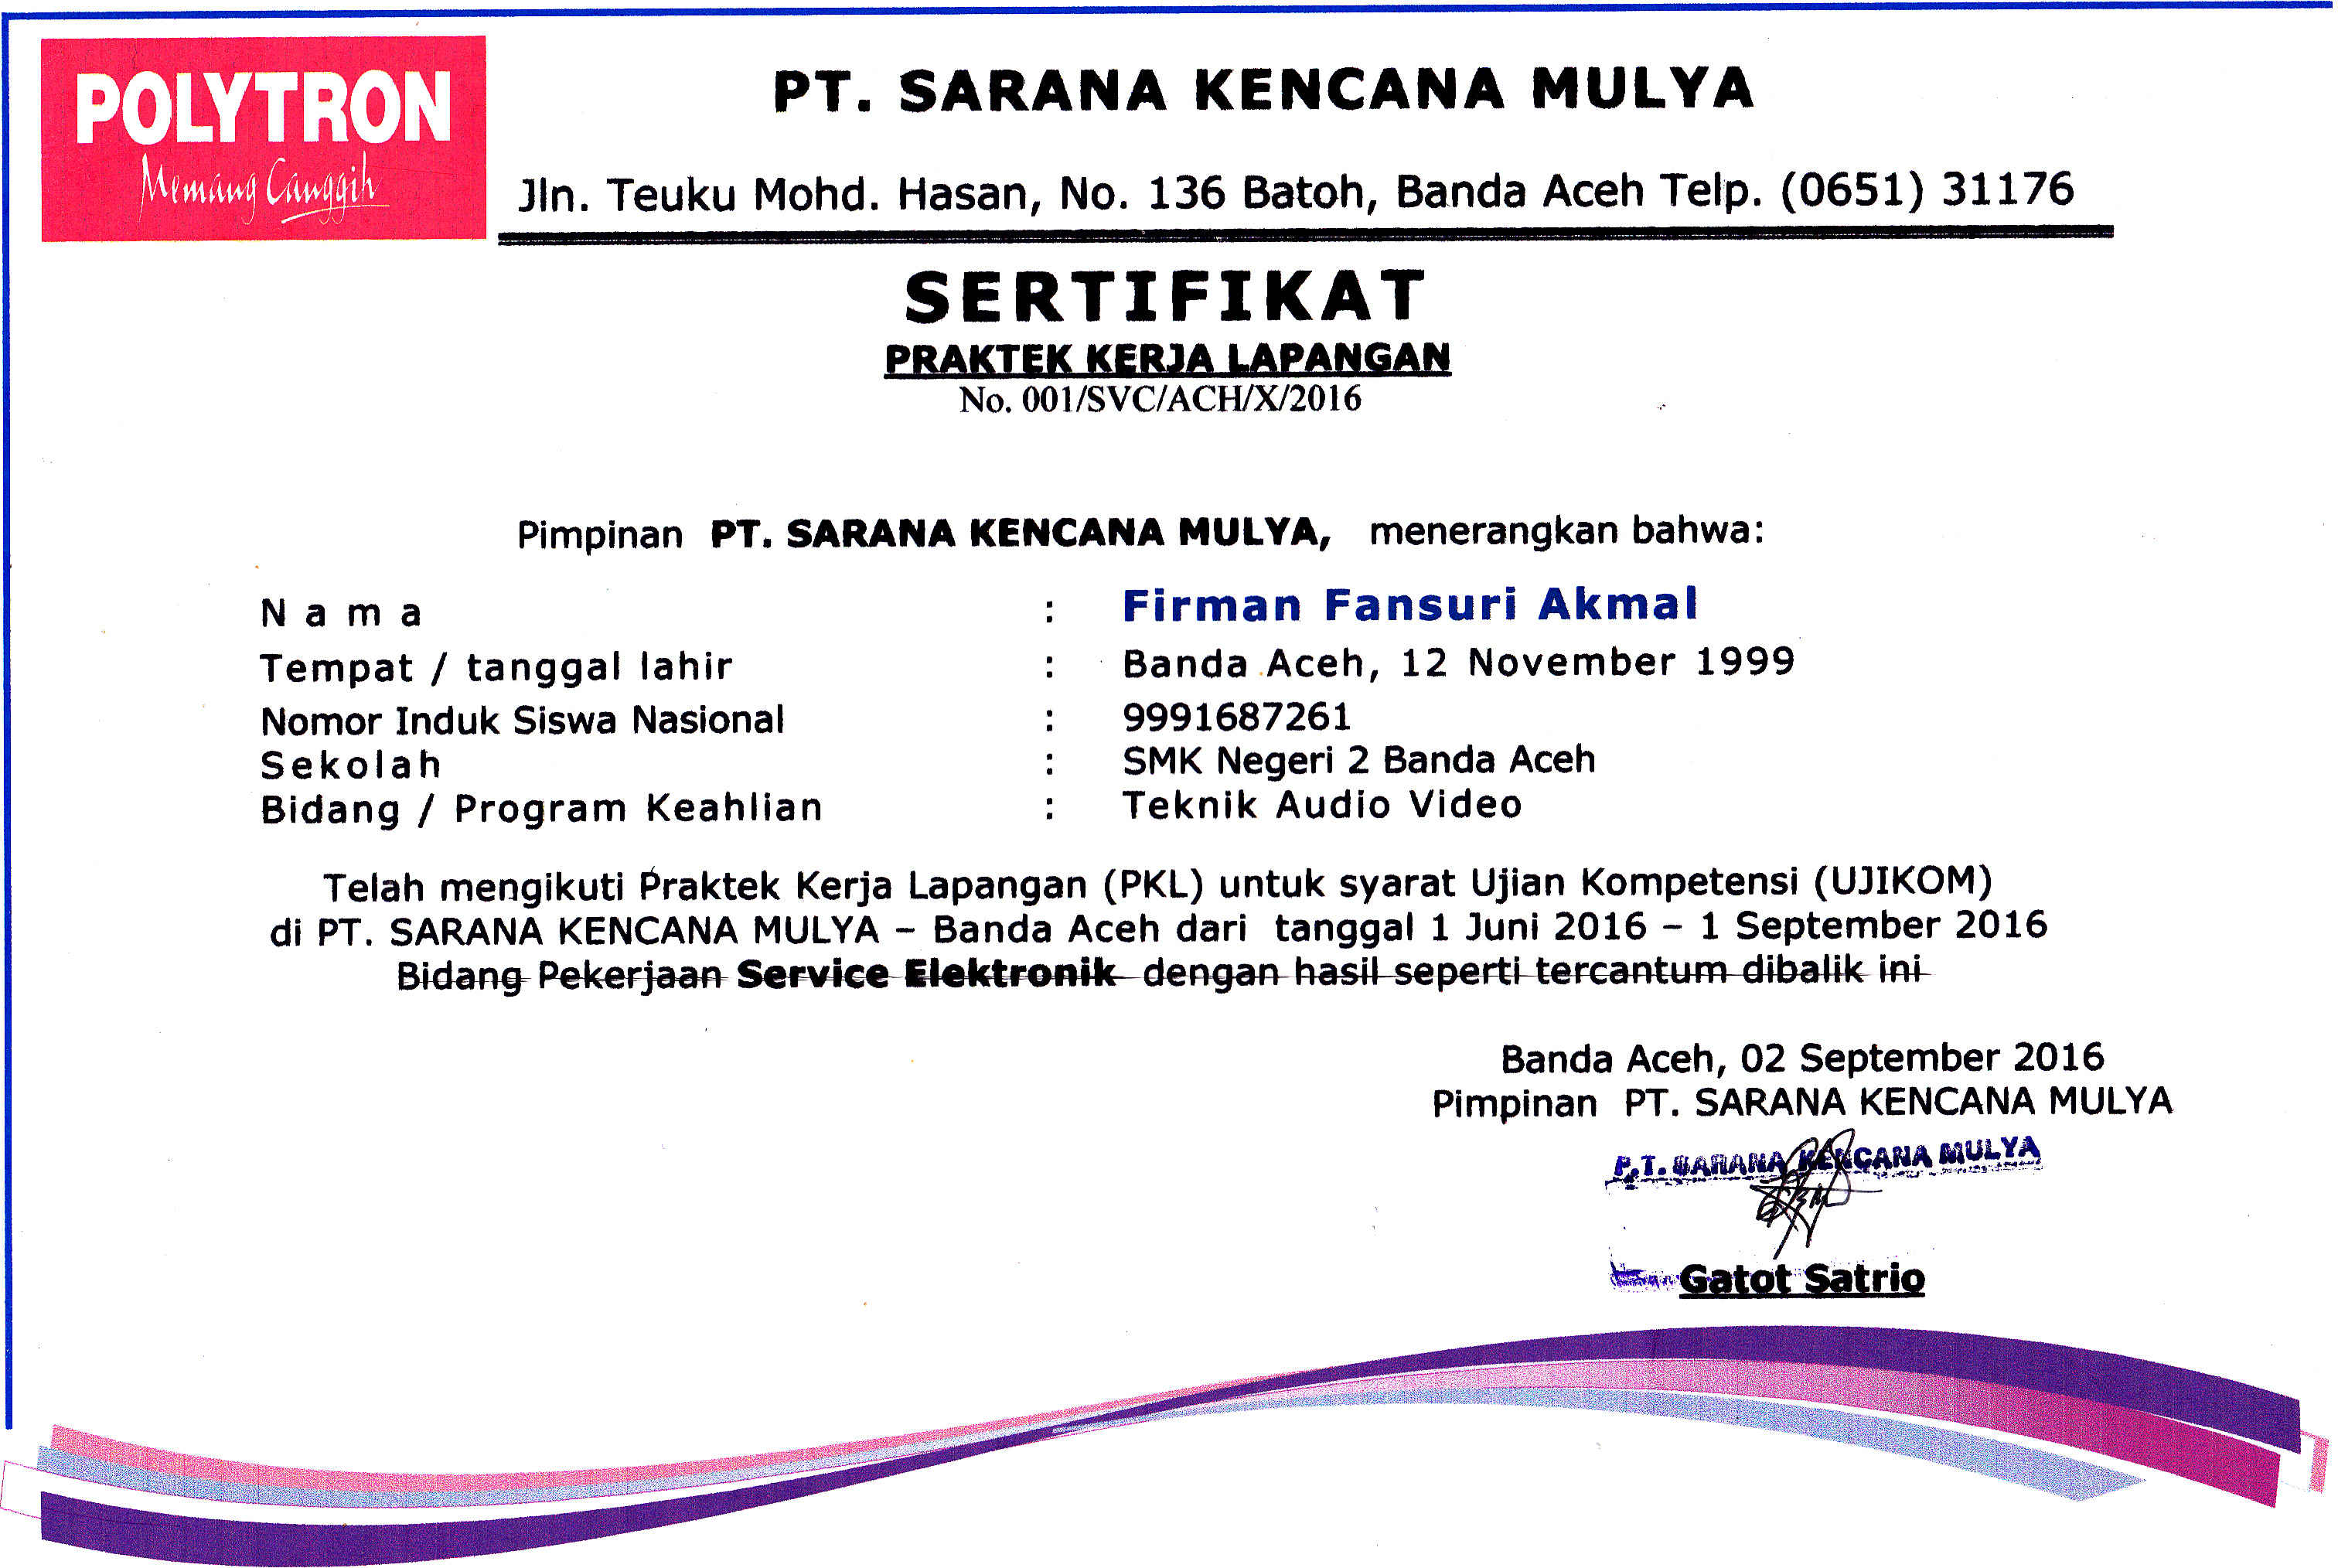 POLYTRON
Memang Canggih
PT. SARANA KENCANA MULYA
Jln. Teuku Mohd. Hasan, No. 136 Batoh, Banda Aceh Telp. (0651) 31176
SERTIFIKAT
PRAKTEK KERJA LAPANGAN
No. 001/SVC/ACH/X/2016
Pimpinan PT. SARANA KENCANA MULYA, menerangkan bahwa:
N a m a : Firman Fansuri Akmal
Tempat / tanggal lahir : Banda Aceh, 12 November 1999
Nomor Induk Siswa Nasional : 9991687261
Sekolah : SMK Negeri 2 Banda Aceh
Bidang / Program Keahlian : Teknik Audio Video
Telah mengikuti Praktek Kerja Lapangan (PKL) untuk syarat Ujian Kompetensi (UJIKOM)
di PT. SARANA KENCANA MULYA – Banda Aceh dari tanggal 1 Juni 2016 – 1 September 2016
Bidang Pekerjaan Service Elektronik dengan hasil seperti tercantum dibalik ini
Banda Aceh, 02 September 2016
Pimpinan PT. SARANA KENCANA MULYA
P.T. SARANA KENCANA MULYA
Gatot Satrio